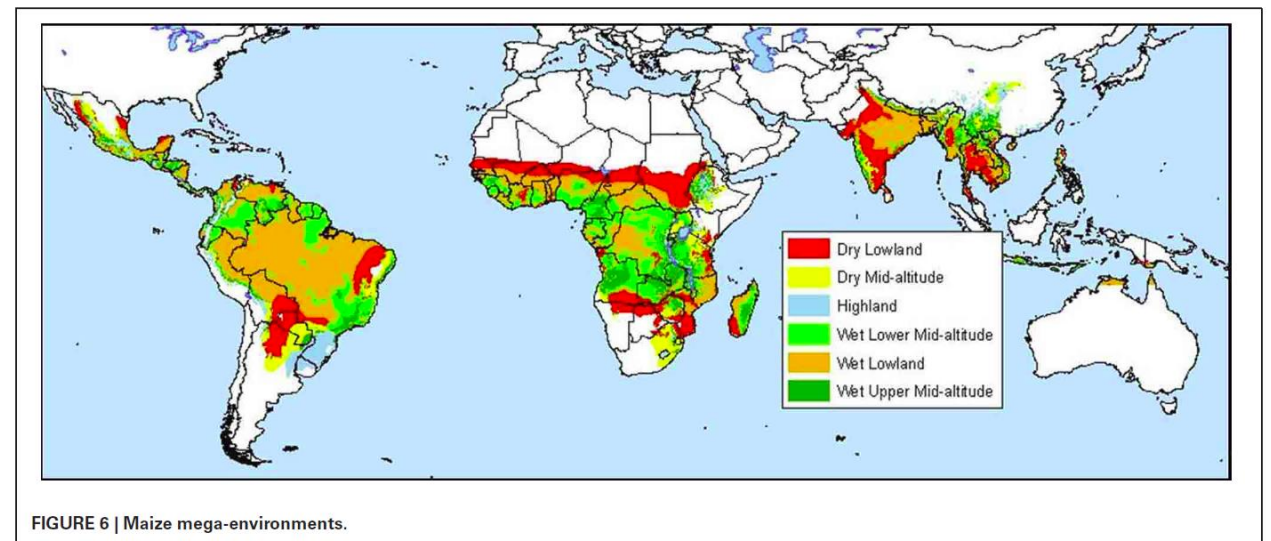 Dry Lowland
Dry Mid-altitude
Highland
Wet Lower Mid-altitude
Wet Lowland
Wet Upper Mid-altitude
FIGURE 6 | Maize mega-environments.